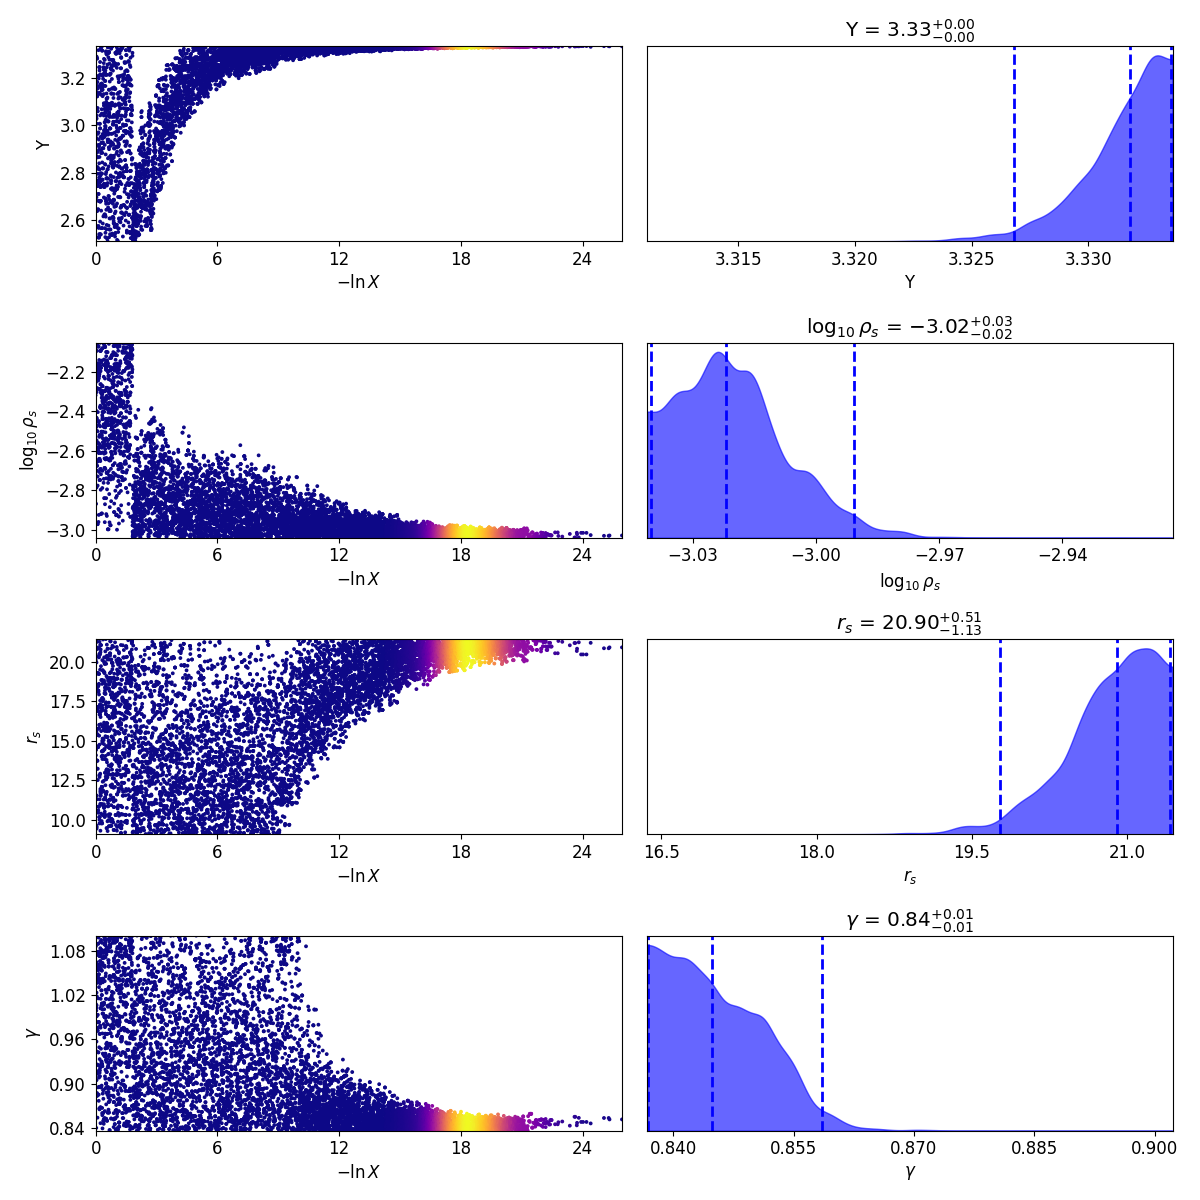 Y = 3.33+0.00 −0.00
Y
3.2
3.0
2.8
2.6
0 6 12 18 24
−ln X
3.315 3.320 3.325 3.330
Y
log10 ρs = −3.02+0.03 −0.02
log10 ρs
−2.2
−2.4
−2.6
−2.8
−3.0
0 6 12 18 24
−ln X
−3.03 −3.00 −2.97 −2.94
log10 ρs
rs = 20.90+0.51 −1.13
rs
20.0
17.5
15.0
12.5
10.0
0 6 12 18 24
−ln X
16.5 18.0 19.5 21.0
rs
γ = 0.84+0.01 −0.01
γ
1.08
1.02
0.96
0.90
0.84
0 6 12 18 24
−ln X
0.840 0.855 0.870 0.885 0.900
γ